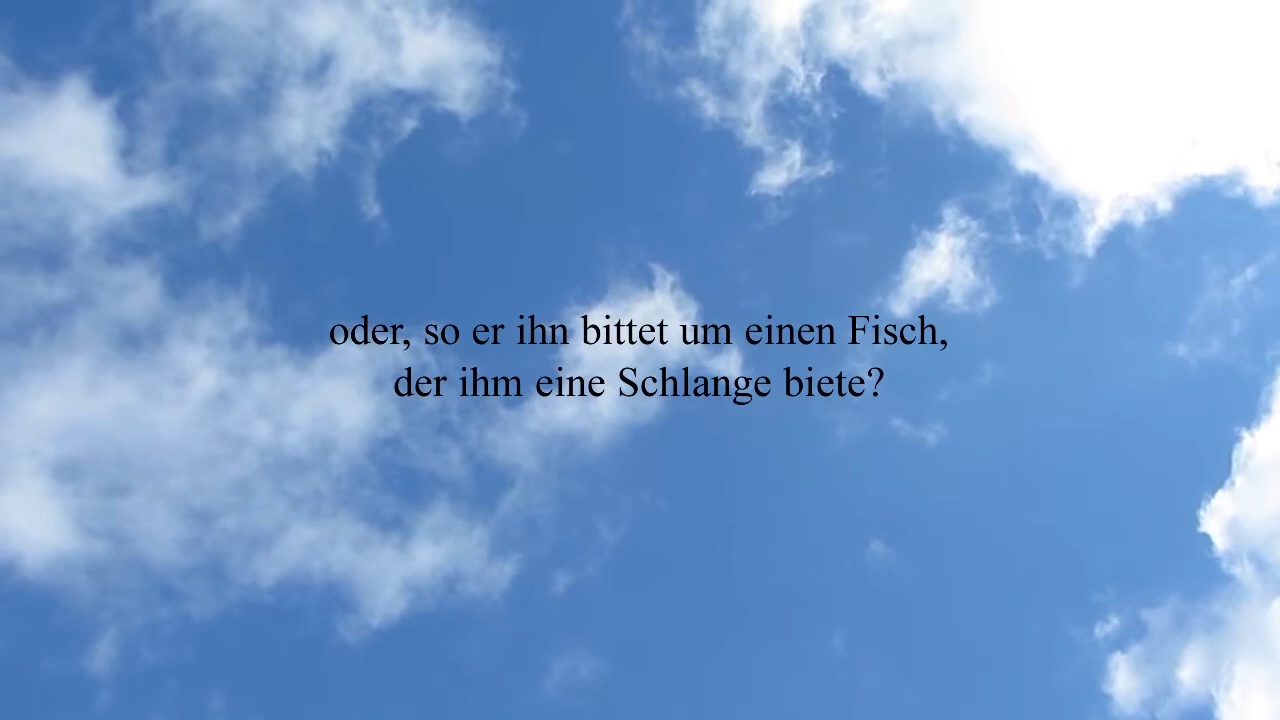 oder, so er ihn bittet um einen Fisch,
der ihm eine Schlange biete?